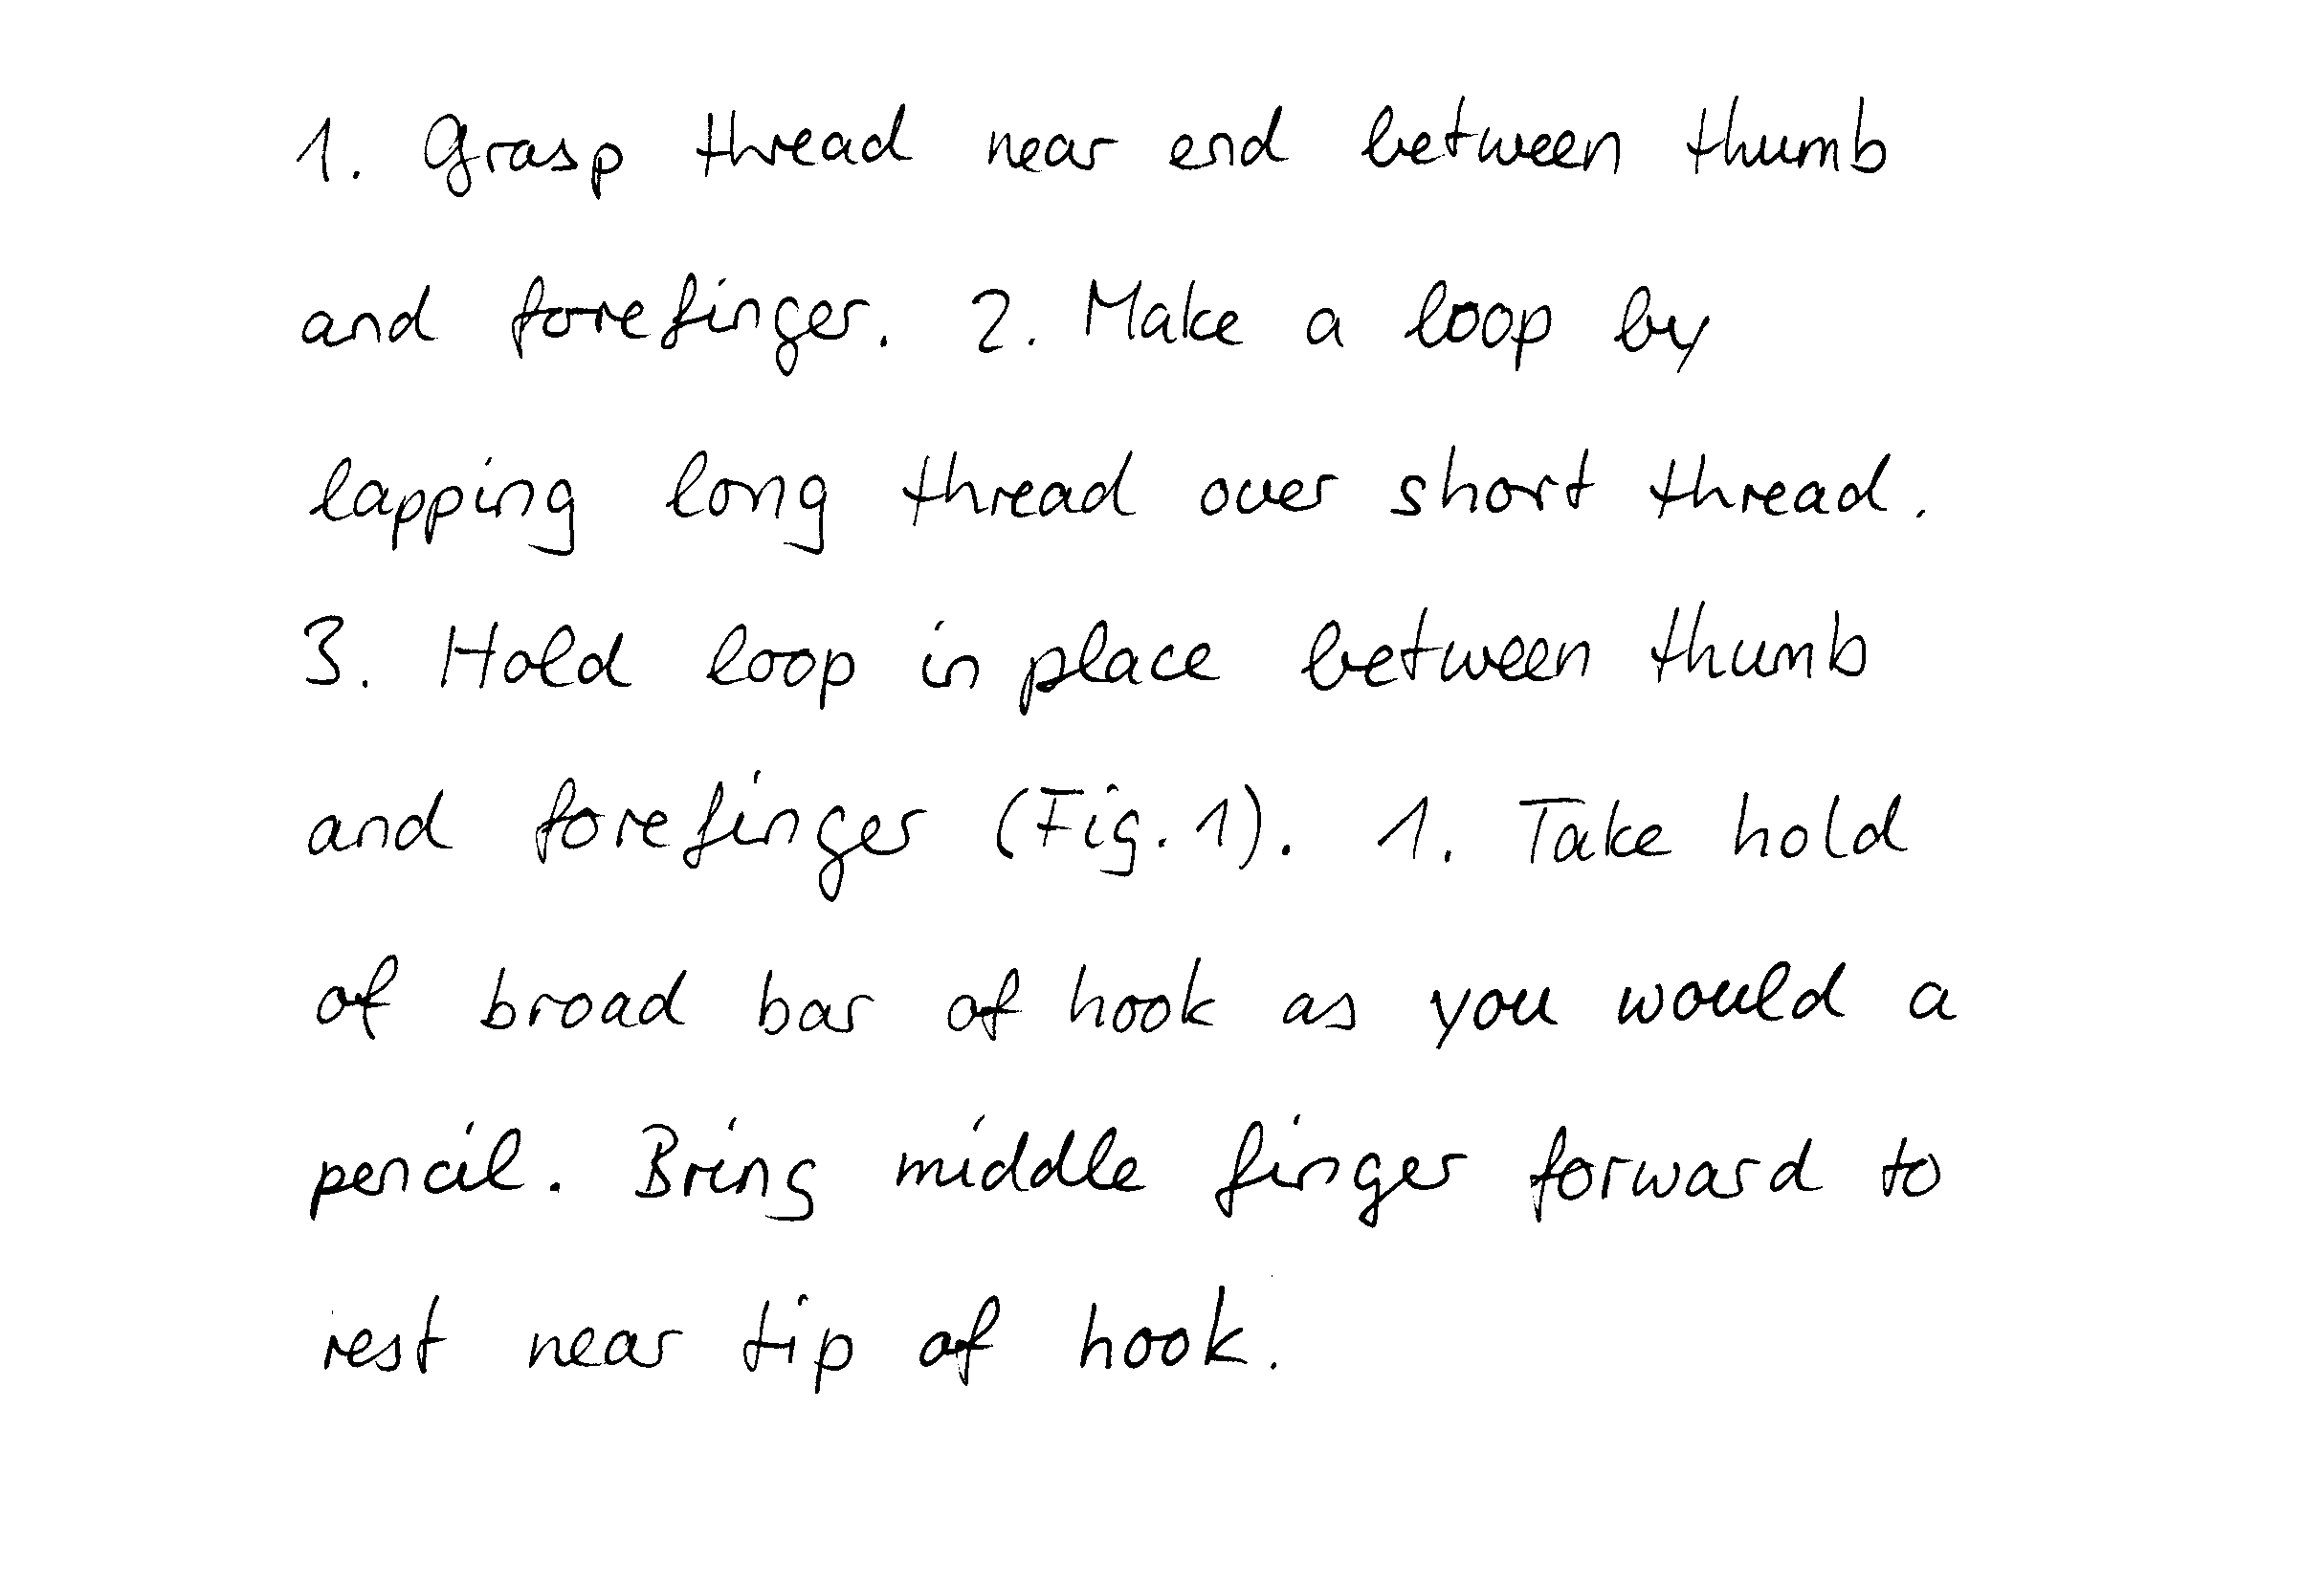 1. Grasp thread near end between thumb
and forefinger. 2. Make a loop by
lapping long thread over short thread.
3. Hold loop in place between thumb
and forefinger (Fig. 1). 1. Take hold
of broad bar of hook as you would a
pencil. Bring middle finger forward to
rest near tip of hook.